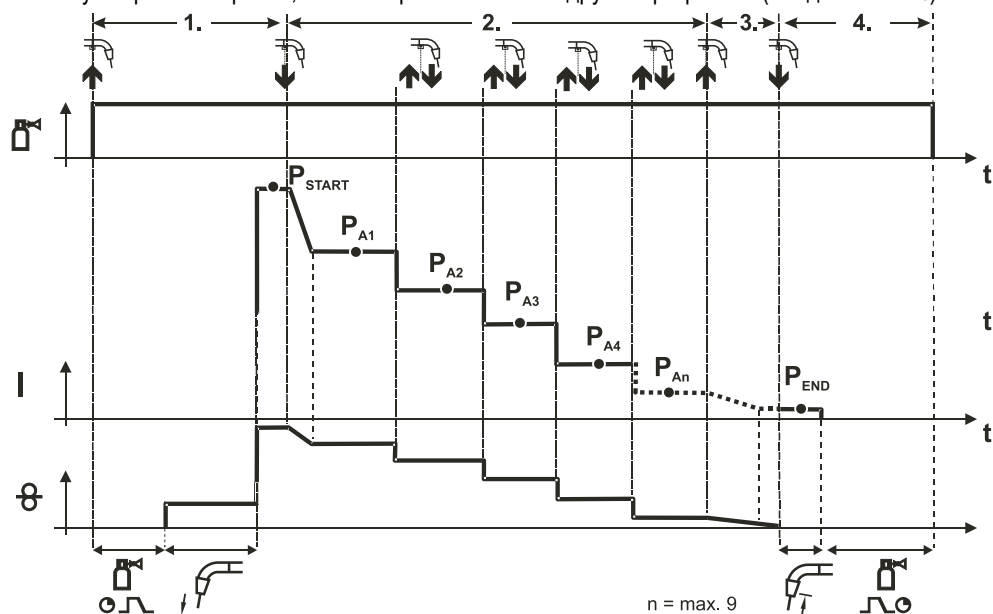 1. 2. 3. 4.
t
P START
P A1
P A2
P A3
t
P A4
P An
P END
I
t
n = max. 9